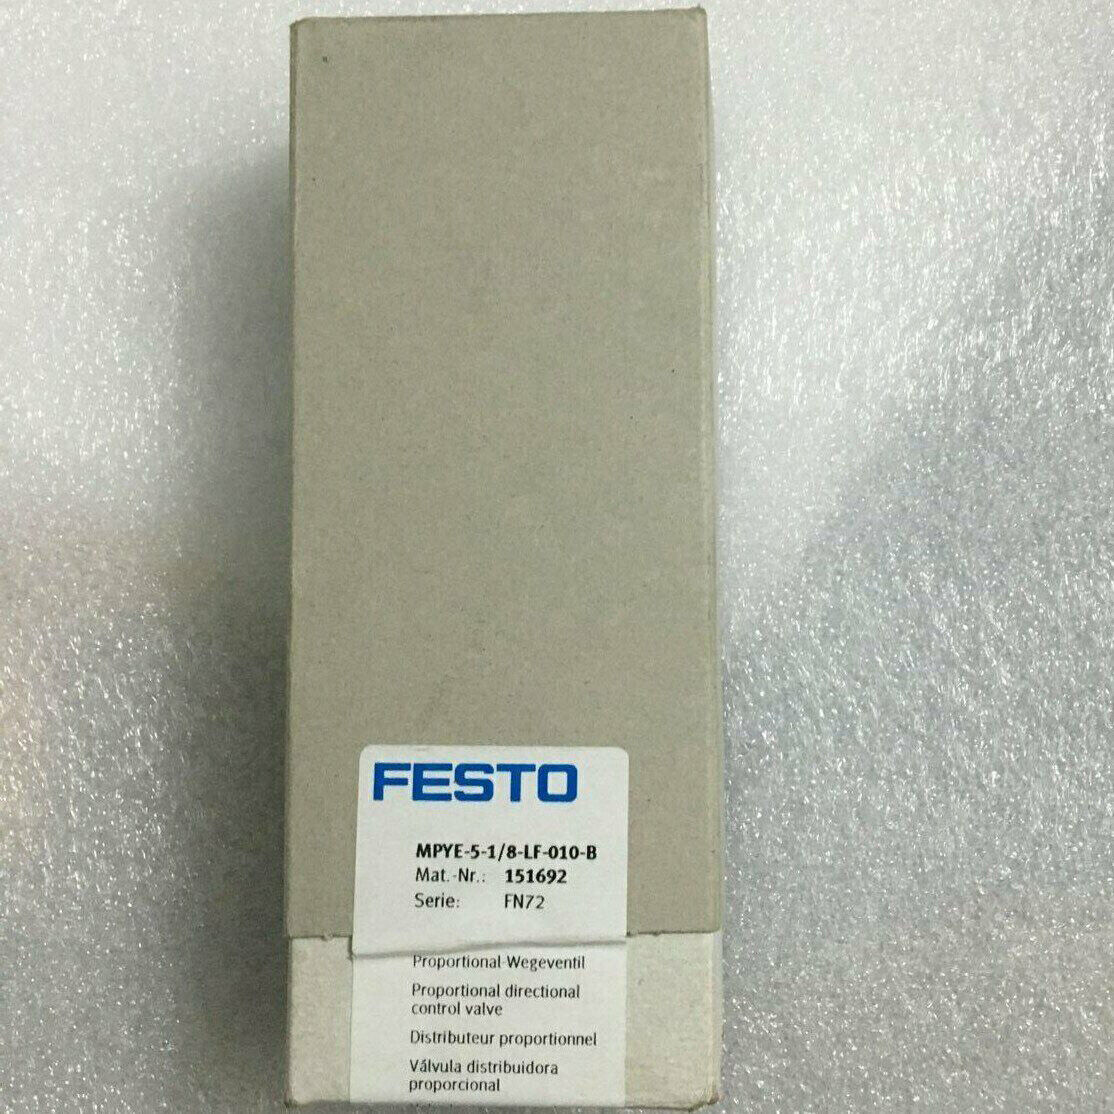 FESTO
MPYE-5-1/8-LF-010-B
Mat.-Nr.: 151692
Serie: FN72
Proportional-Wegeventil
Proportional directional
control valve
Distributeur proportionnel
Válvula distribuidora
proporcional